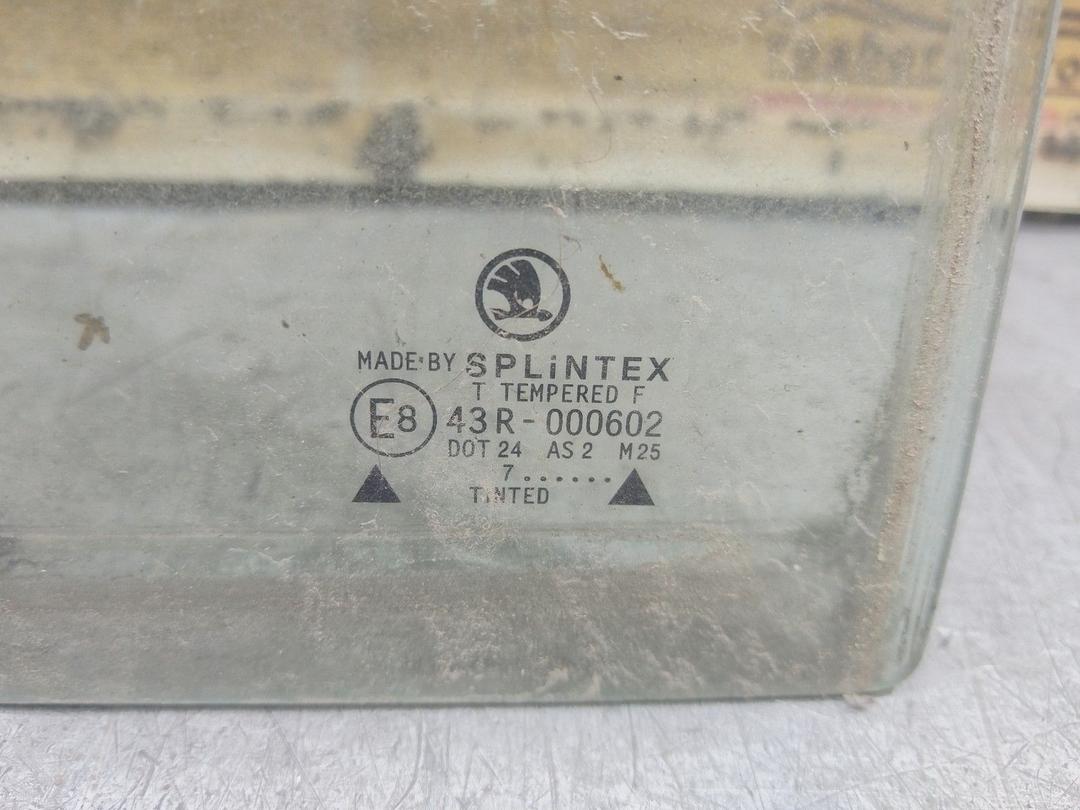 MADE BY SPLiNTEX
T TEMPERED F
E8 43R-000602
DOT 24 AS 2 M25
7......
TINTED